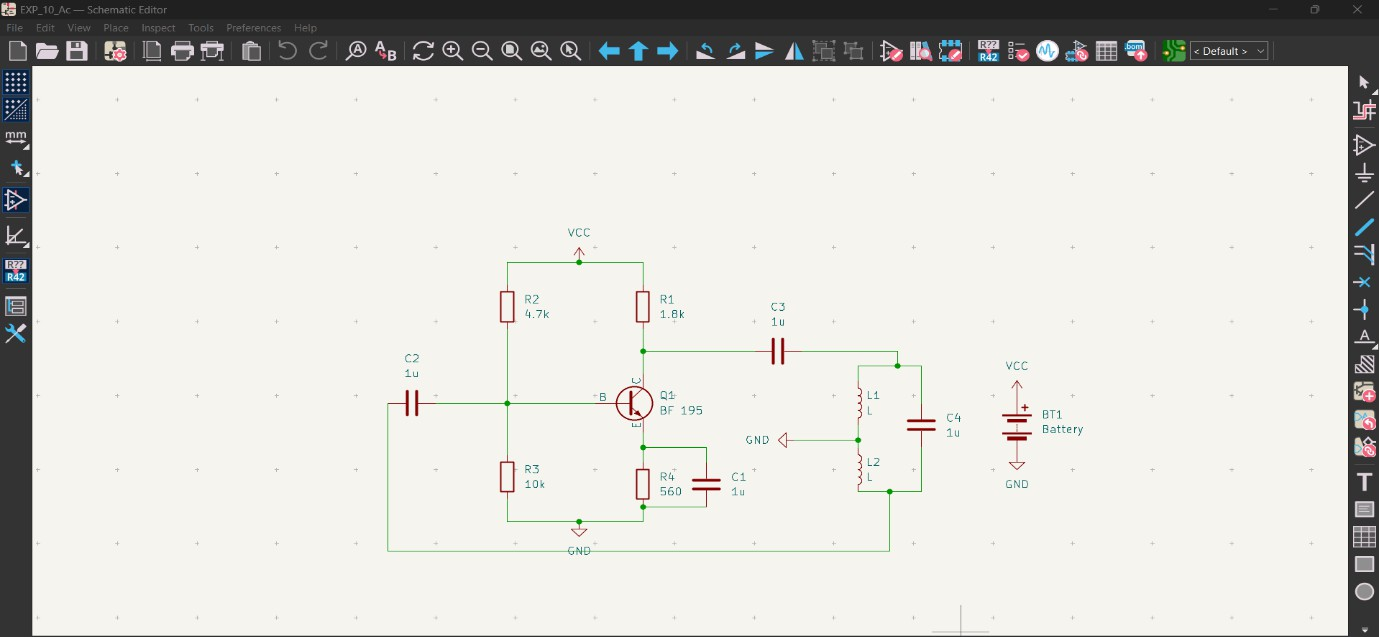 EXP_10_Ac — Schematic Editor
File Edit View Place Inspect Tools Preferences Help
A
A B
R??
R42
.bom
< Default >
mm
R??
R42
A
T
VCC
R2
4.7k
R1
1.8k
C3
1u
C2
1u
B
C
E
Q1
BF 195
VCC
L1
L
C4
1u
BT1
Battery
GND
L2
L
GND
R3
10k
R4
560
C1
1u
GND